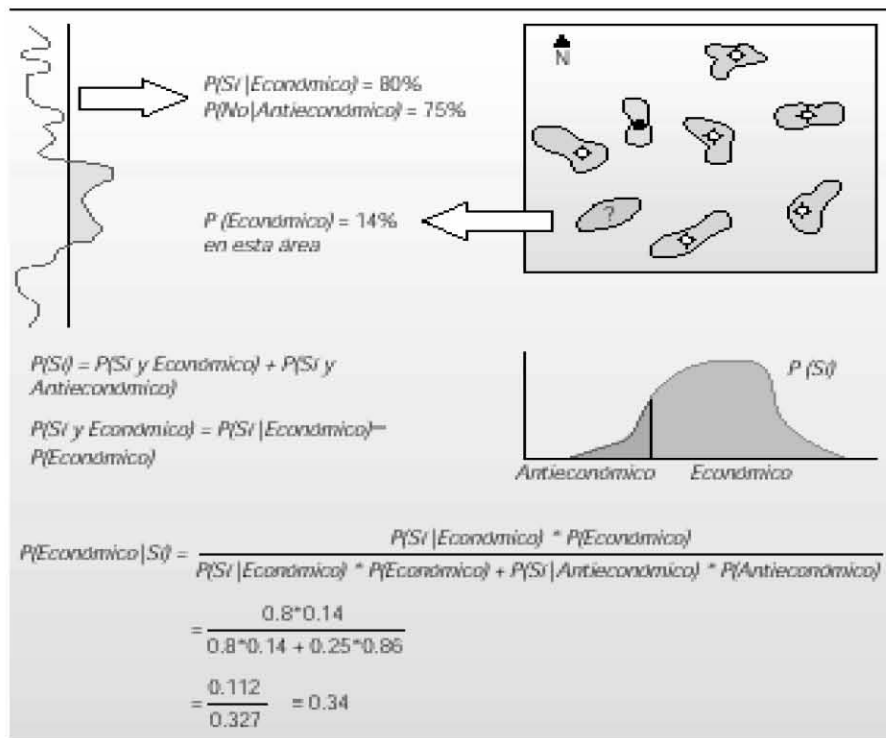 P(Sí|Económico) = 80%
P(No|Antieconómico) = 75%
N
P (Económico) = 14%
en esta área
?
P(Sí) = P(Sí y Económico) + P(Sí y
Antieconómico)
P(Sí y Económico) = P(Sí|Económico)–
P(Económico)
P (Sí)
Antieconómico Económico
P(Económico|Sí) = P(Sí|Económico) * P(Económico)
P(Sí|Económico) * P(Económico) + P(Sí|Antieconómico) * P(Antieconómico)
= 0.8*0.14
0.8*0.14 + 0.25*0.86
= 0.112
0.327
= 0.34